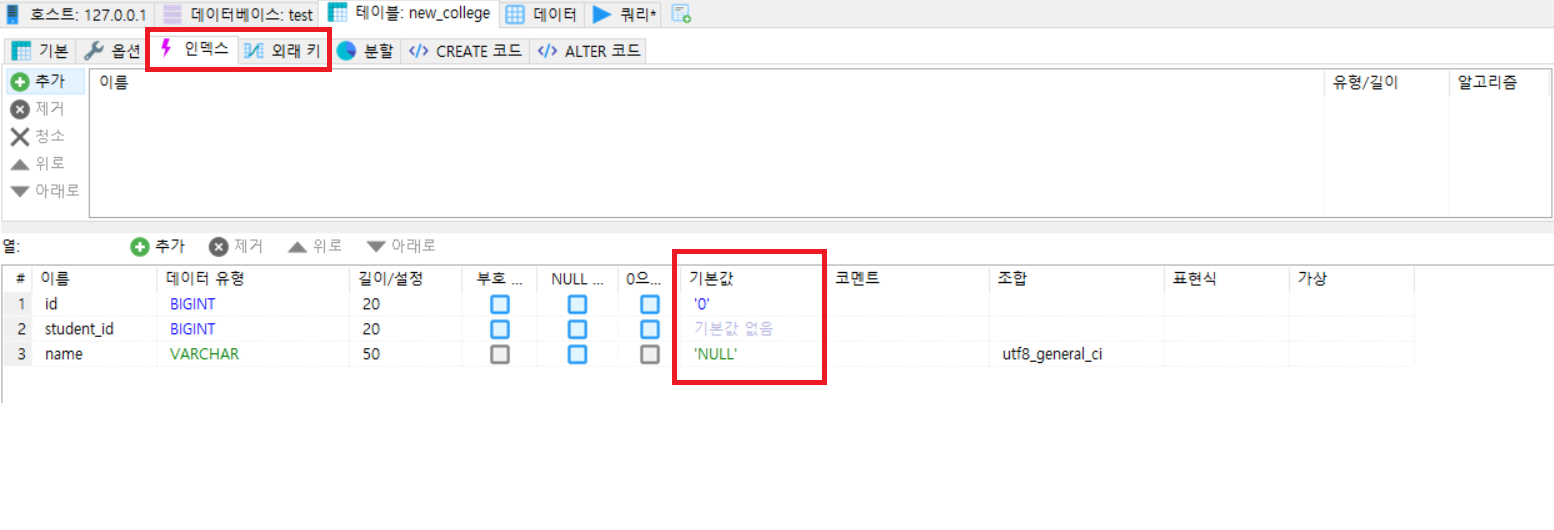 호스트: 127.0.0.1 데이터베이스: test 테이블: new_college 데이터 쿼리*
기본 옵션 인덱스 외래 키 분할 </> CREATE 코드 </> ALTER 코드
추가 이름 유형/길이 알고리즘
제거
청소
위로
아래로
열: 추가 제거 위로 아래로
# 이름 데이터 유형 길이/설정 부호 ... NULL ... 0으... 기본값 코멘트 조합 표현식 가상
1 id BIGINT 20 '0'
2 student_id BIGINT 20 기본값 없음
3 name VARCHAR 50 'NULL' utf8_general_ci